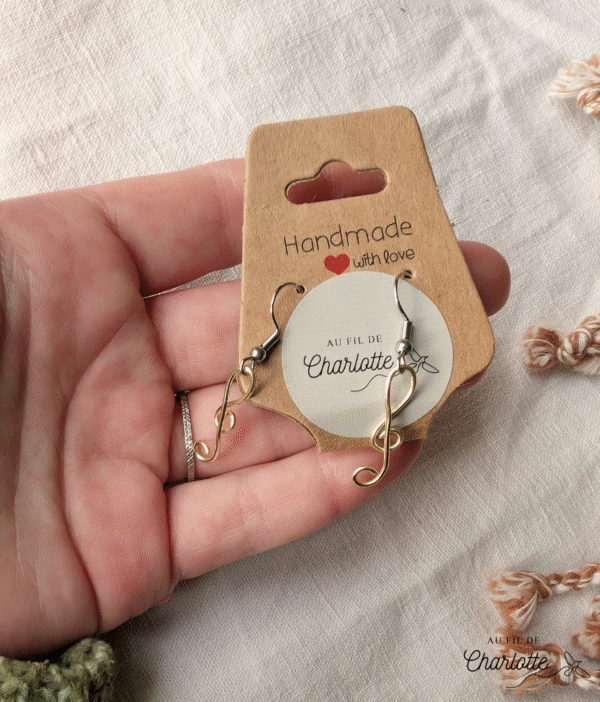 Handmade
with love
AU FIL DE
Charlotte
AU FIL DE
Charlotte